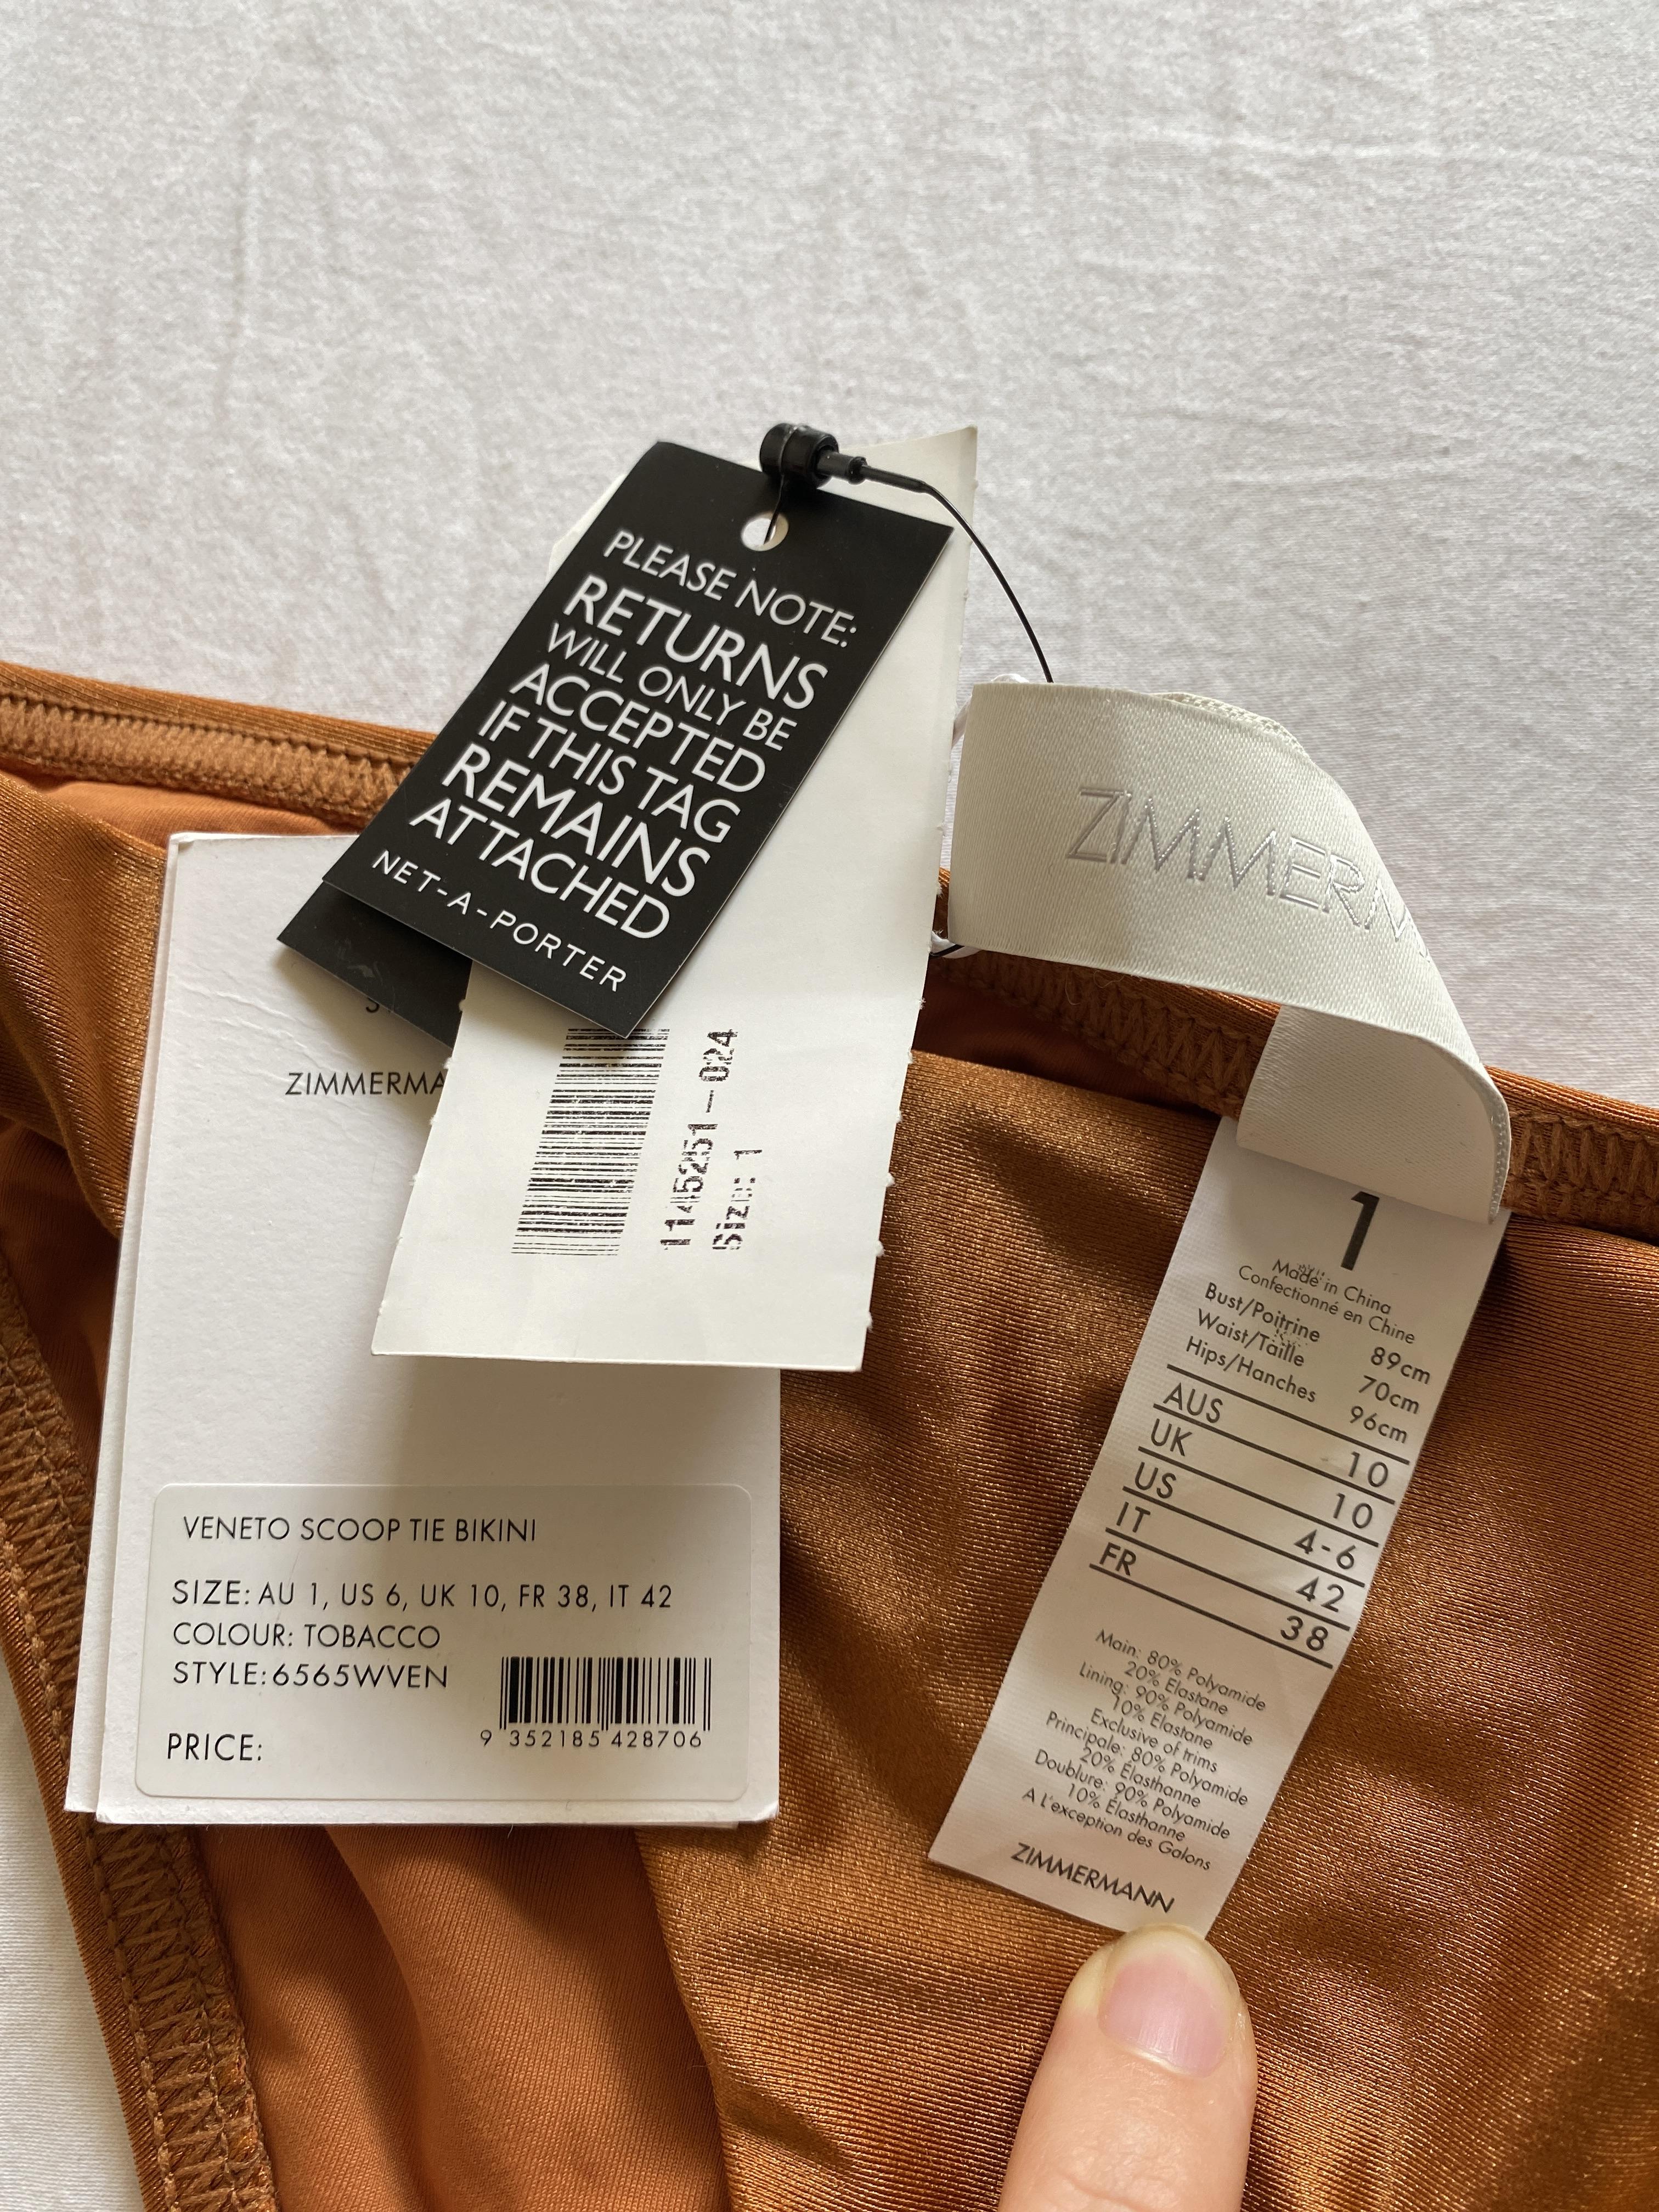 PLEASE NOTE:
RETURNS
WILL ONLY BE
ACCEPTED
IF THIS TAG
REMAINS
ATTACHED
NET-A-PORTER
ZIMMERMA
1145251-024
Size: 1
VENETO SCOOP TIE BIKINI
SIZE: AU 1, US 6, UK 10, FR 38, IT 42
COLOUR: TOBACCO
STYLE: 6565WVEN
PRICE:
9 352185 428706
ZIMMERN
1
Made in China
Confectionné en Chine
Bust/Poitrine 89cm
Waist/Taille 70cm
Hips/Hanches 96cm
AUS 10
UK 10
US 4-6
IT 42
FR 38
Main: 80% Polyamide
20% Elastane
Lining: 90% Polyamide
10% Elastane
Exclusive of trims
Principale: 80% Polyamide
20% Élasthanne
Doublure: 90% Polyamide
10% Élasthanne
A L'exception des Galons
ZIMMERMANN